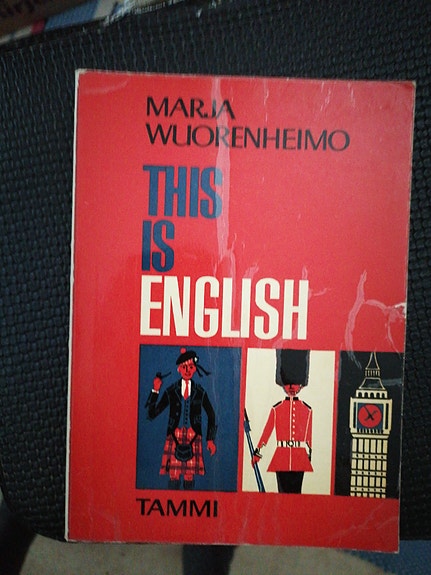 MARJA
WUORENHEIMO
THIS
IS
ENGLISH
TAMMI